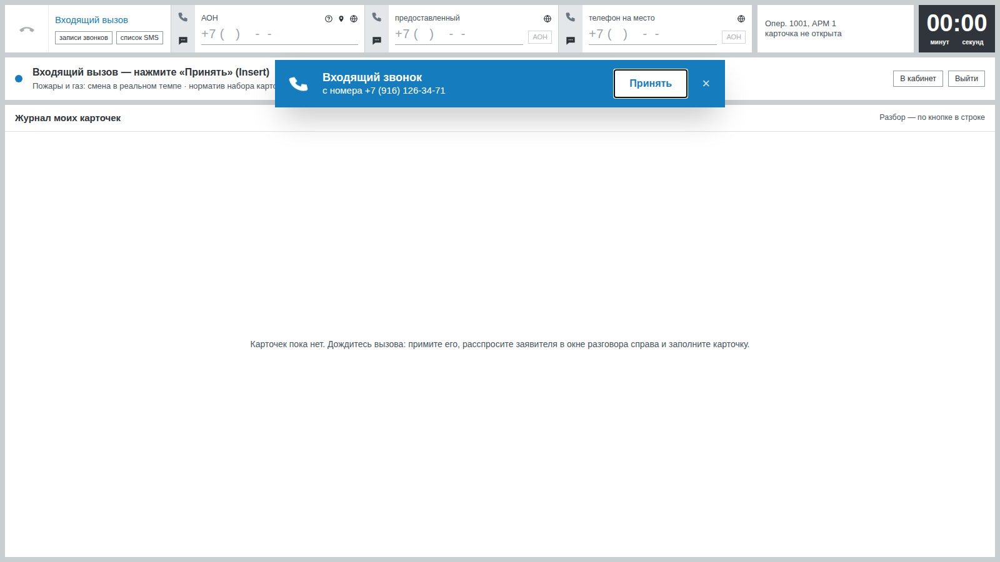 Входящий вызов
записи звонков
список SMS
АОН
+7 (   )    -  -
предоставленный
+7 (   )    -  -
АОН
телефон на место
+7 (   )    -  -
АОН
Опер. 1001, АРМ 1
карточка не открыта
00:00
минут секунд
Входящий вызов — нажмите «Принять» (Insert)
Пожары и газ: смена в реальном темпе · норматив набора карто
Входящий звонок
с номера +7 (916) 126-34-71
Принять
×
В кабинет
Выйти
Журнал моих карточек
Разбор — по кнопке в строке
Карточек пока нет. Дождитесь вызова: примите его, расспросите заявителя в окне разговора справа и заполните карточку.